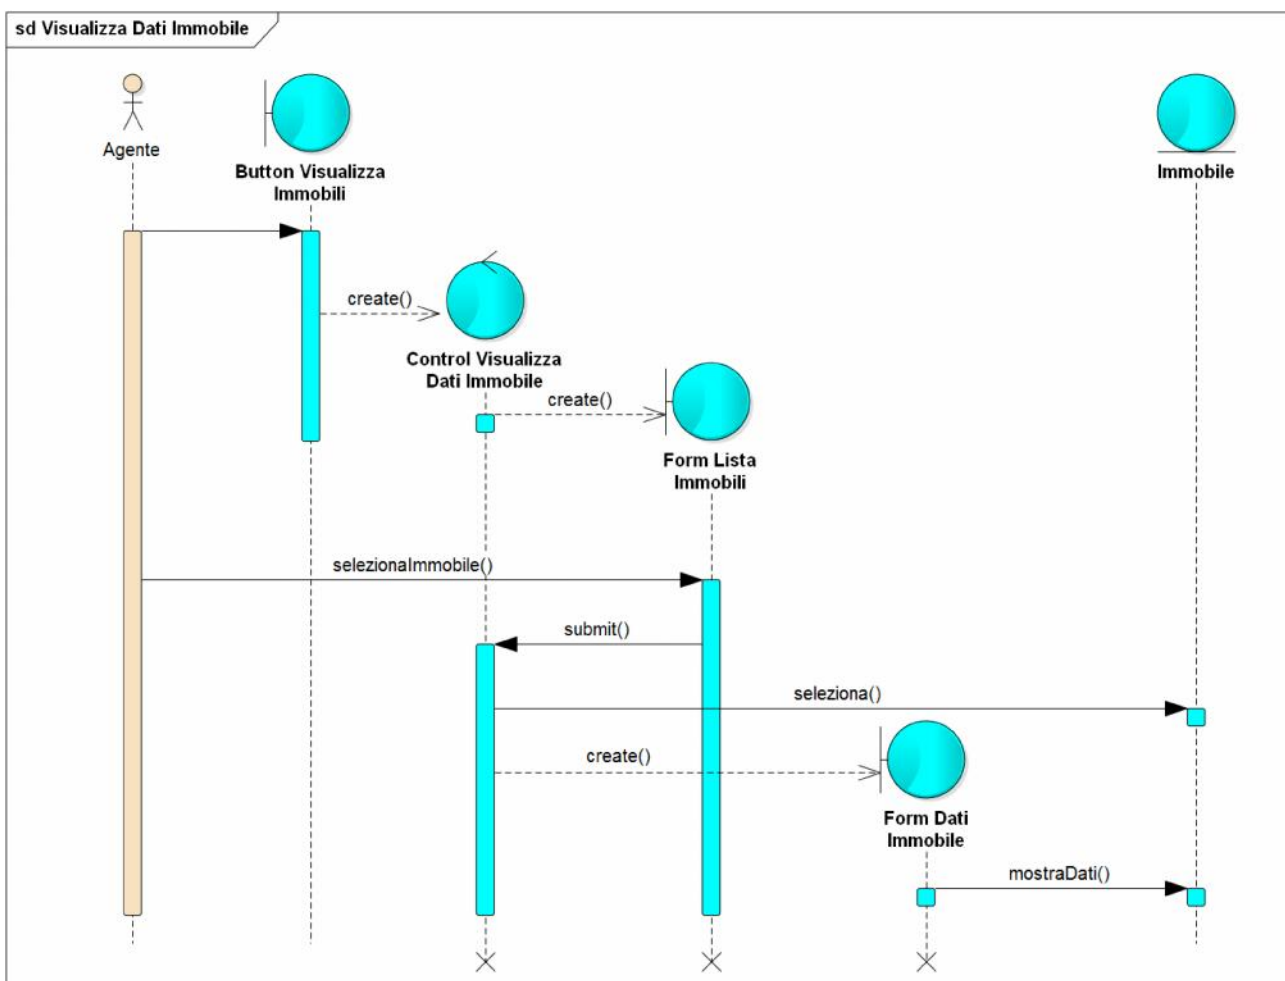 sd Visualizza Dati Immobile
Agente
Button Visualizza
Immobili
Immobile
create()
Control Visualizza
Dati Immobile
create()
Form Lista
Immobili
selezionaImmobile()
submit()
seleziona()
create()
Form Dati
Immobile
mostraDati()